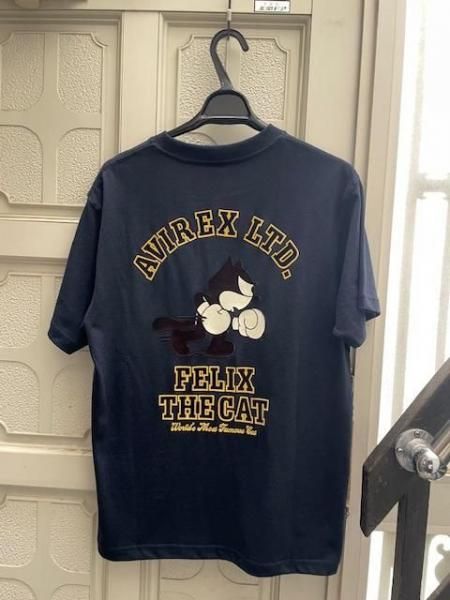 AVIREX LTD.
FELIX
THE CAT
World's Most Famous Cat